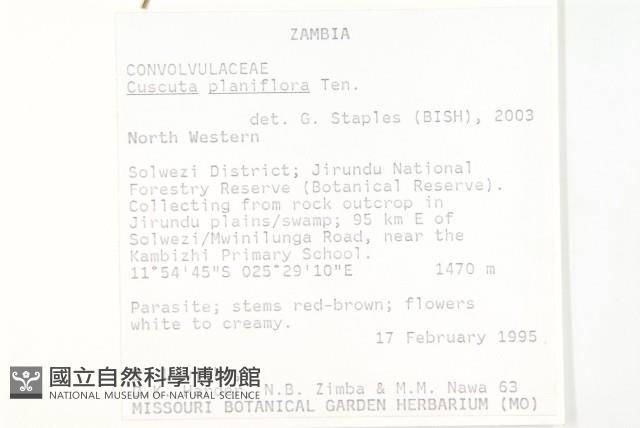 ZAMBIA
CONVOLVULACEAE
Cuscuta planiflora Ten.
det. G. Staples (BISH), 2003
North Western
Solwezi District; Jirundu National
Forestry Reserve (Botanical Reserve).
Collecting from rock outcrop in
Jirundu plains/swamp; 95 km E of
Solwezi/Mwinilunga Road, near the
Kambizhi Primary School.
11°54'45"S 025°29'10"E 1470 m
Parasite; stems red-brown; flowers
white to creamy.
17 February 1995
N.B. Zimba & M.M. Nawa 63
MISSOURI BOTANICAL GARDEN HERBARIUM (MO)
國立自然科學博物館
NATIONAL MUSEUM OF NATURAL SCIENCE